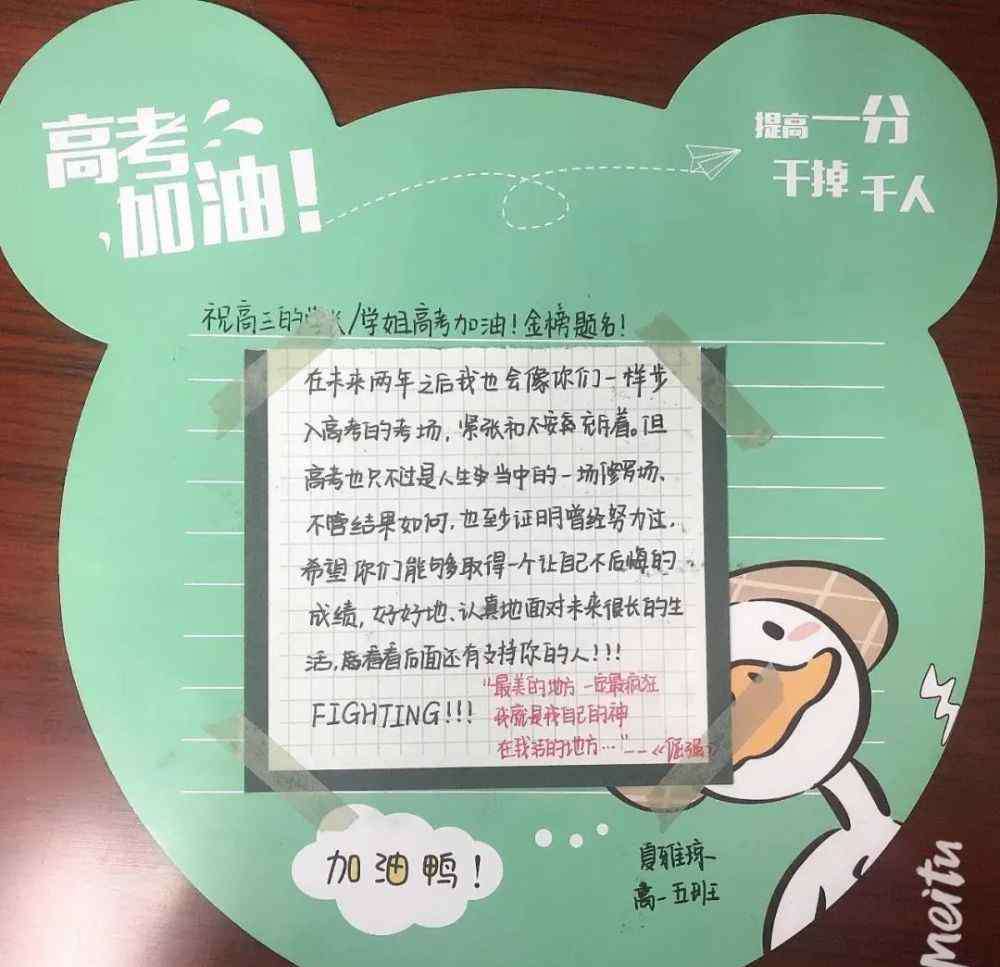 高考
加油!
提高一分
干掉千人
祝高三的学长/学姐高考加油!金榜题名!
在未来两年之后我也会像你们一样步
入高考的考场,紧张和不安充斥着。但
高考也只不过是人生当中的一场修罗场、
不管结果如何,也至少证明曾经努力过,
希望你们能够取得一个让自己不后悔的
成绩,好好地、认真地面对未来很长的生
活,看看后面还有支持你的人!!!
FIGHTING!!!
"最美的地方一定最疯狂
我就是我自己的神
在我活的地方…"——《倔强》
加油鸭!
夏雅琼
高一五班
meitu